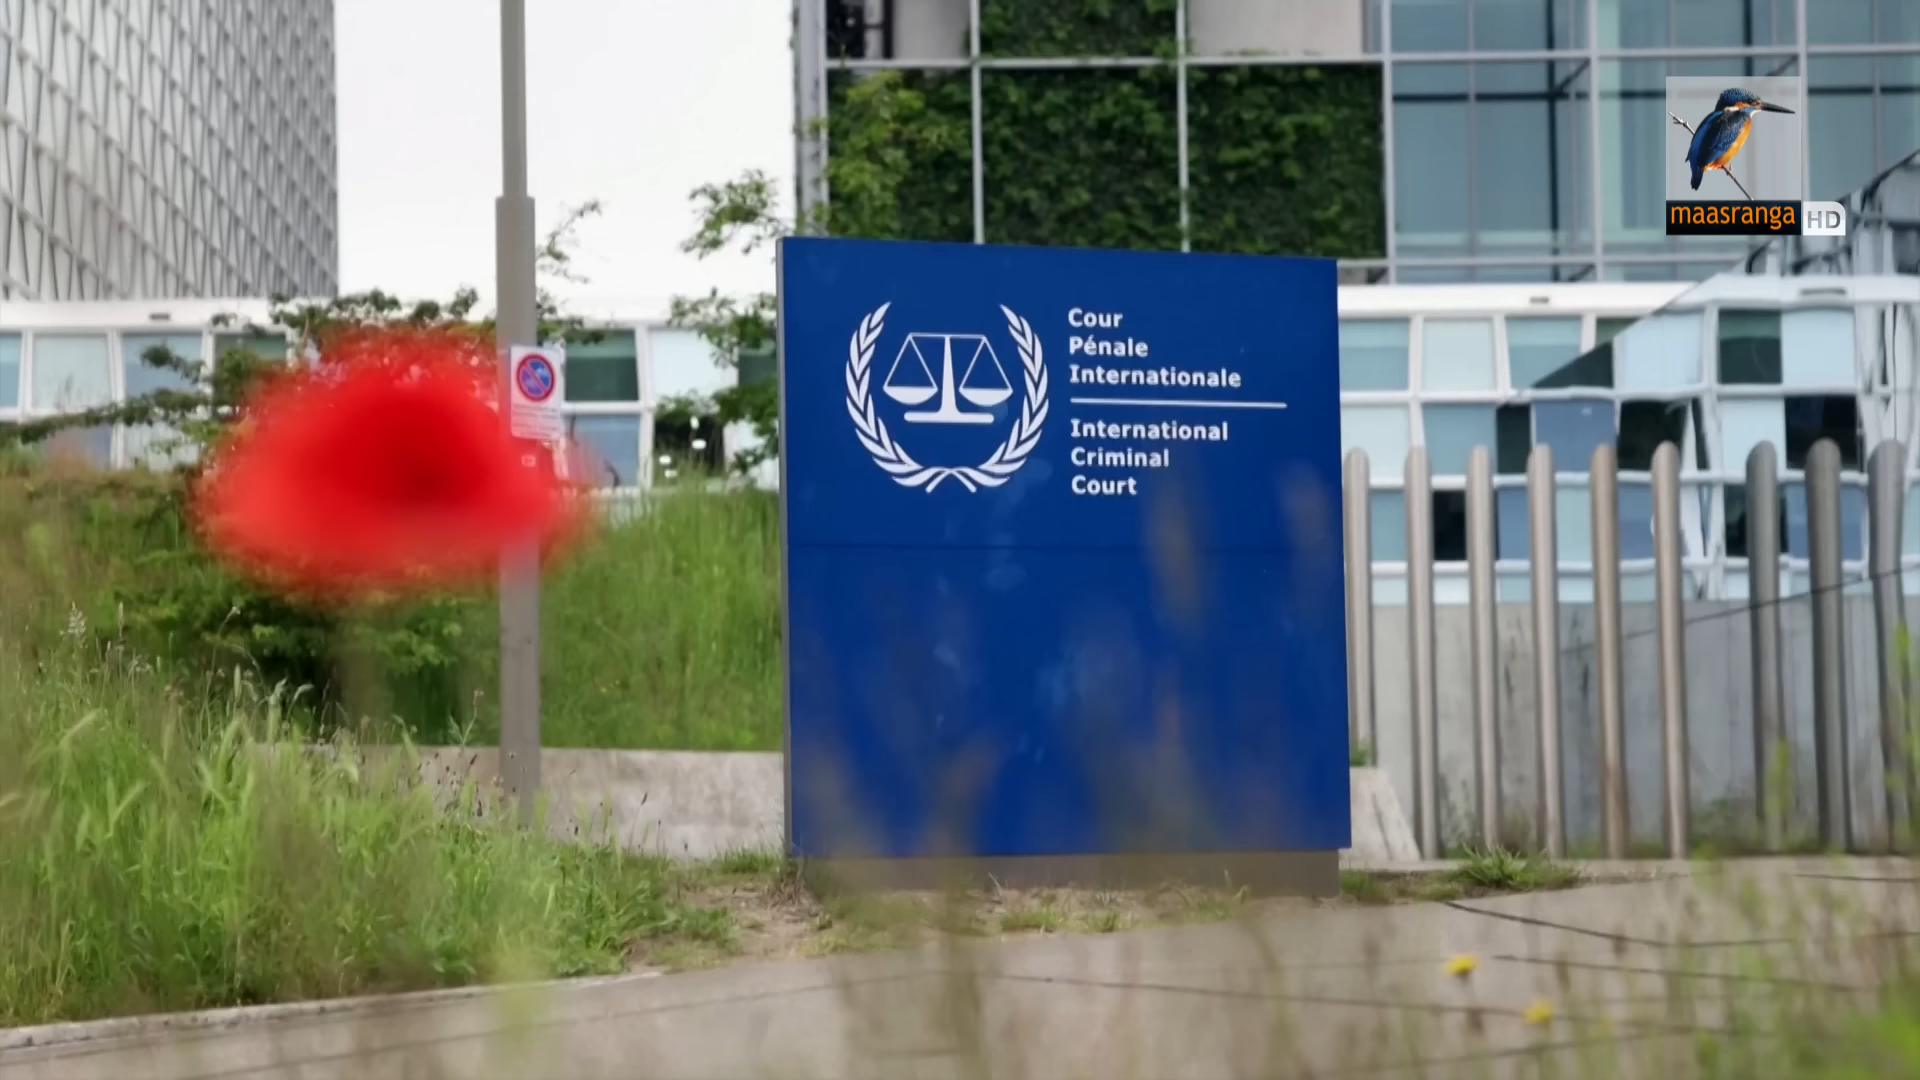 maasranga HD
Cour
Pénale
Internationale
International
Criminal
Court